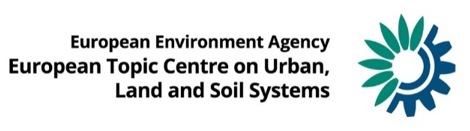 European Environment Agency
European Topic Centre on Urban,
Land and Soil Systems